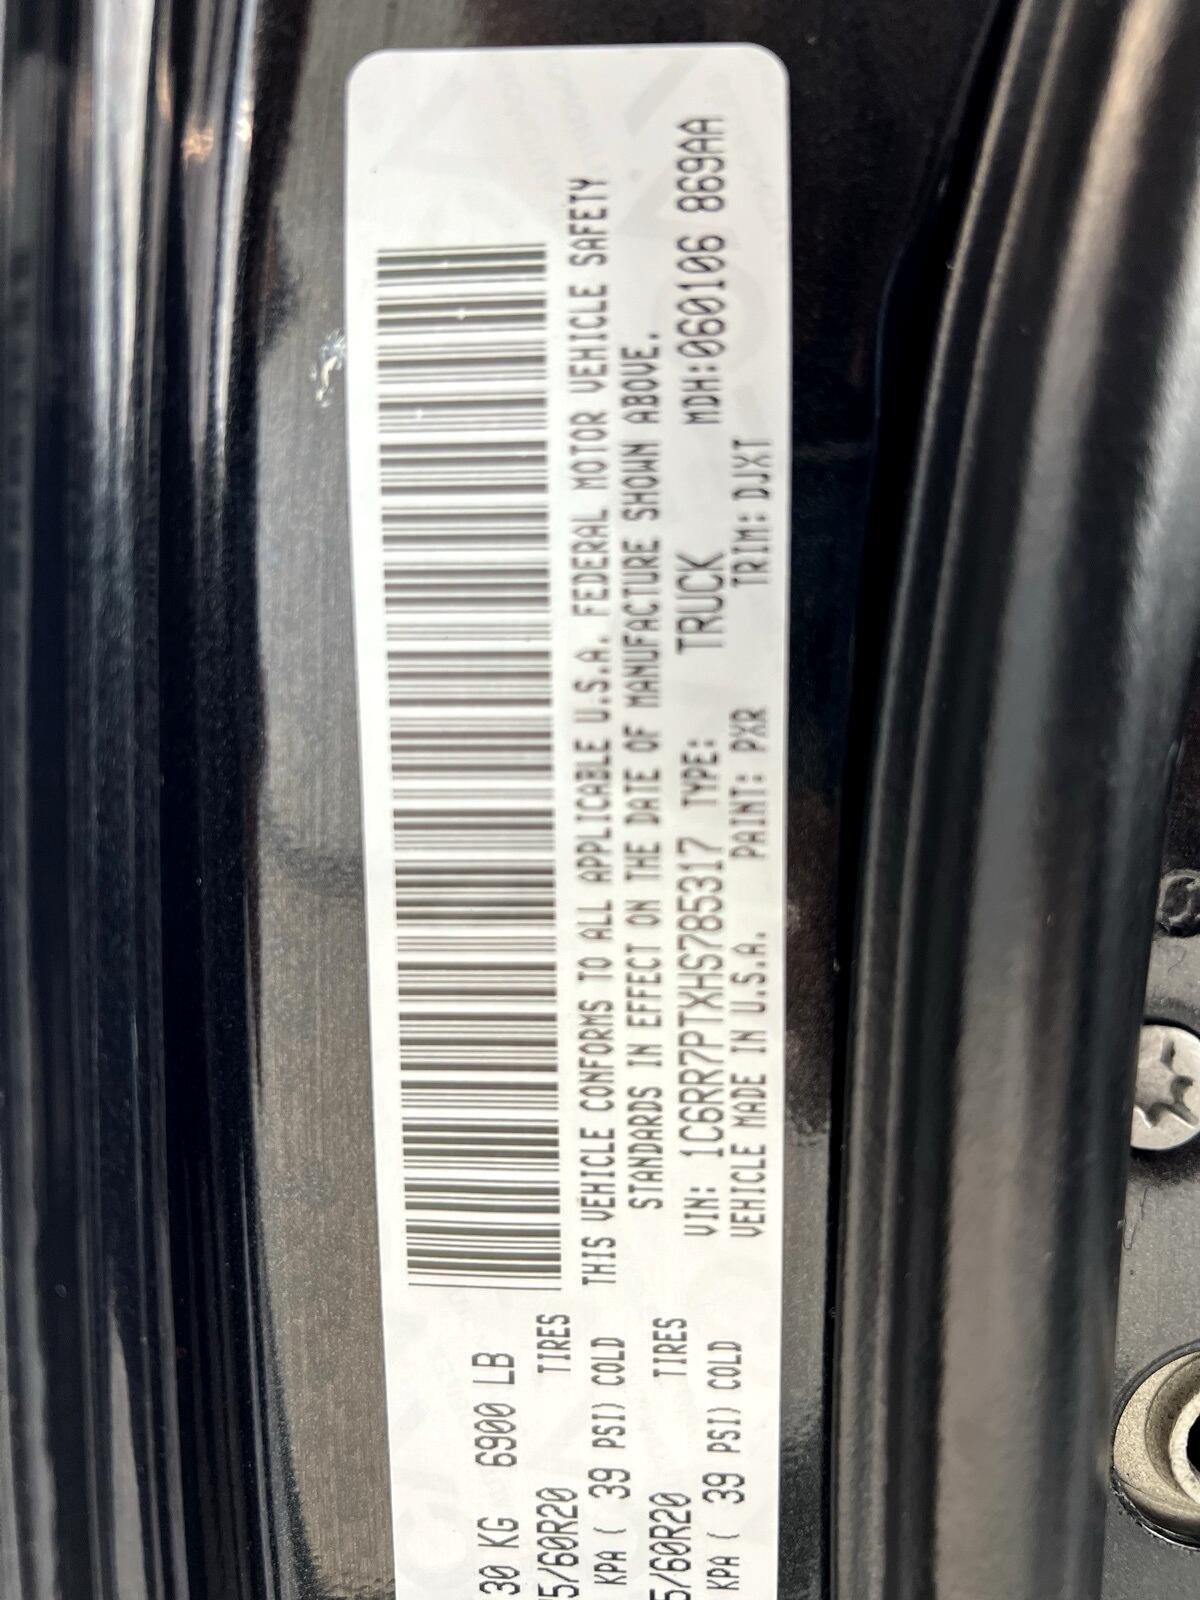 30 KG 6900 LB
5/60R20 TIRES
KPA ( 39 PSI) COLD
5/60R20 TIRES
KPA ( 39 PSI) COLD
THIS VEHICLE CONFORMS TO ALL APPLICABLE U.S.A. FEDERAL MOTOR VEHICLE SAFETY
STANDARDS IN EFFECT ON THE DATE OF MANUFACTURE SHOWN ABOVE.
VIN: 1C6RR7PTXHS785317 TYPE: TRUCK MDH:060106 869AA
VEHICLE MADE IN U.S.A. PAINT: PXR TRIM: DJXT